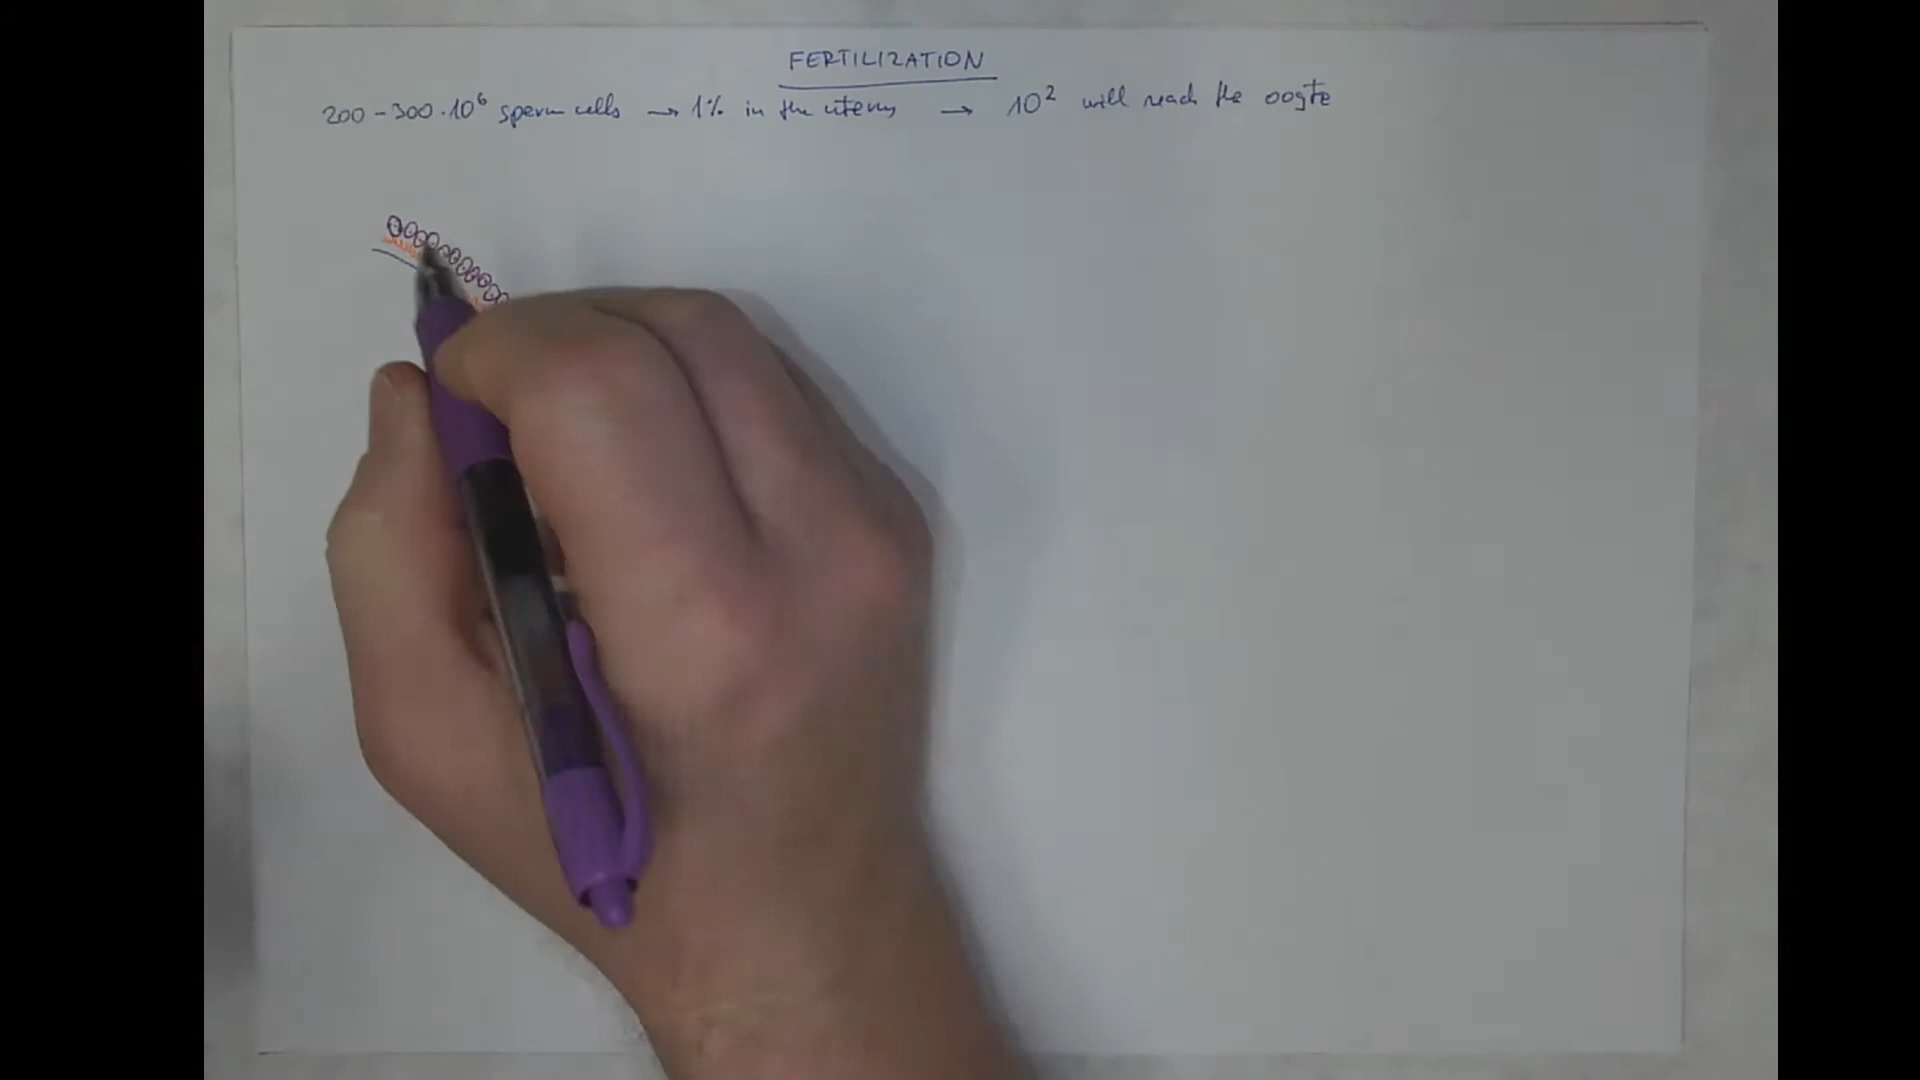 FERTILIZATION
200-300.10⁶ sperm cells → 1% in the uterus → 10² will reach the oocyte